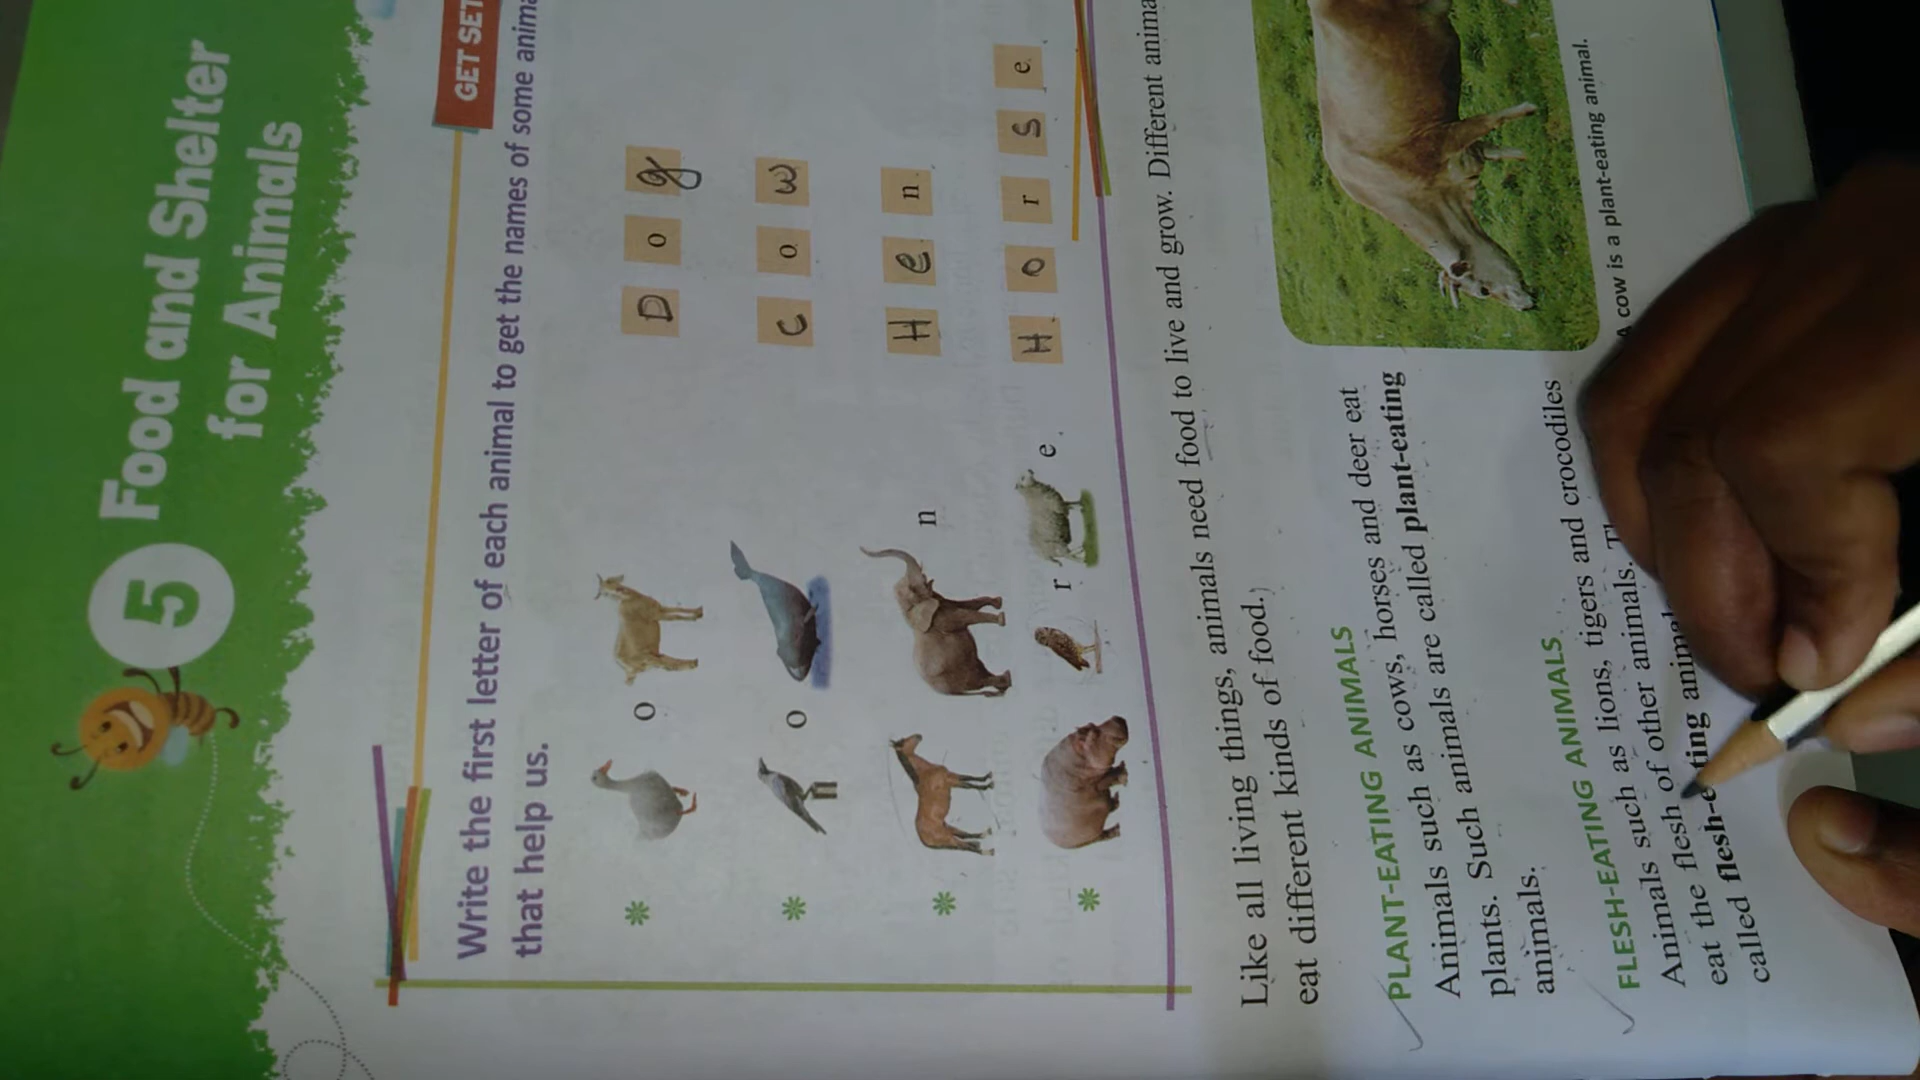 5 Food and Shelter
for Animals
GET SET
Write the first letter of each animal to get the names of some
that help us.
o D o g
o C o w
n H e n
r e H o r s e
Like all living things, animals need food to live and grow. Different
eat different kinds of food.
PLANT-EATING ANIMALS
Animals such as cows, horses and deer eat
plants. Such animals are called plant-eating
animals.
A cow is a plant-eating animal.
FLESH-EATING ANIMALS
Animals such as lions, tigers and crocodiles
eat the flesh of other animals.
called